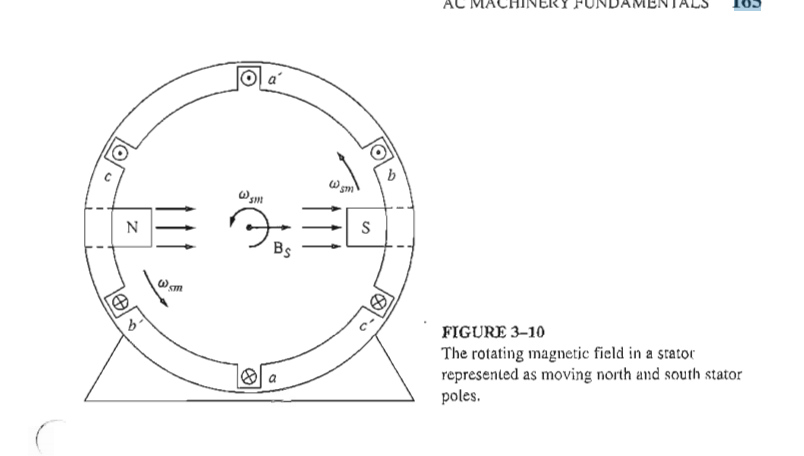 AC MACHINERY FUNDAMENTALS 165
a′
c
b
ω_sm
ω_sm
N
S
B_S
ω_sm
b′
c′
a
FIGURE 3–10
The rotating magnetic field in a stator
represented as moving north and south stator
poles.